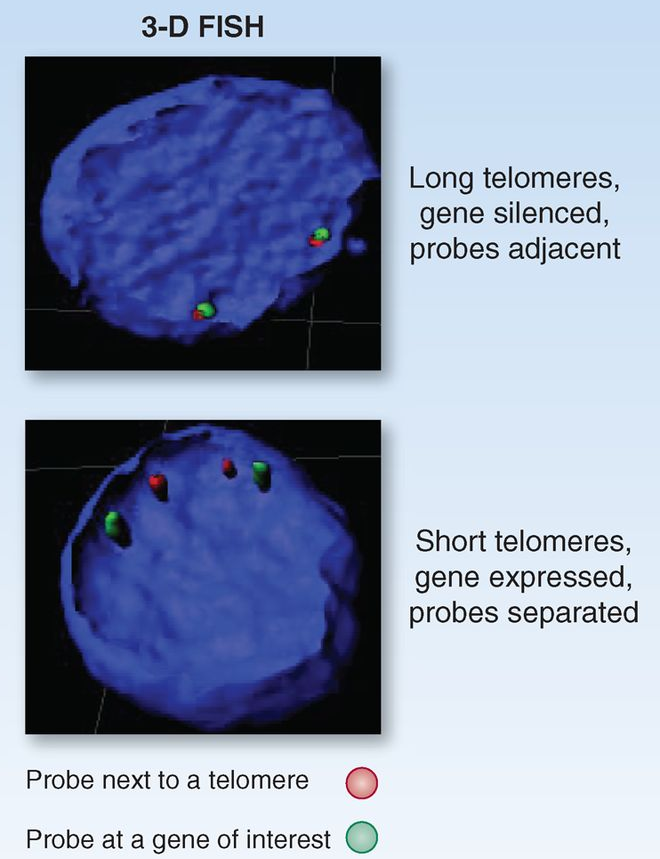 3-D FISH
Long telomeres,
gene silenced,
probes adjacent
Short telomeres,
gene expressed,
probes separated
Probe next to a telomere
Probe at a gene of interest